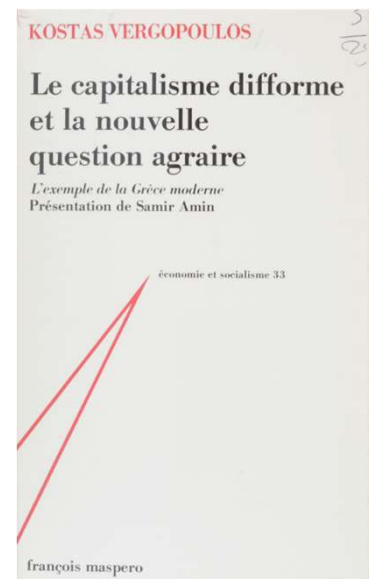 KOSTAS VERGOPOULOS
Le capitalisme difforme
et la nouvelle
question agraire
L'exemple de la Grèce moderne
Présentation de Samir Amin
économie et socialisme 33
françois maspero